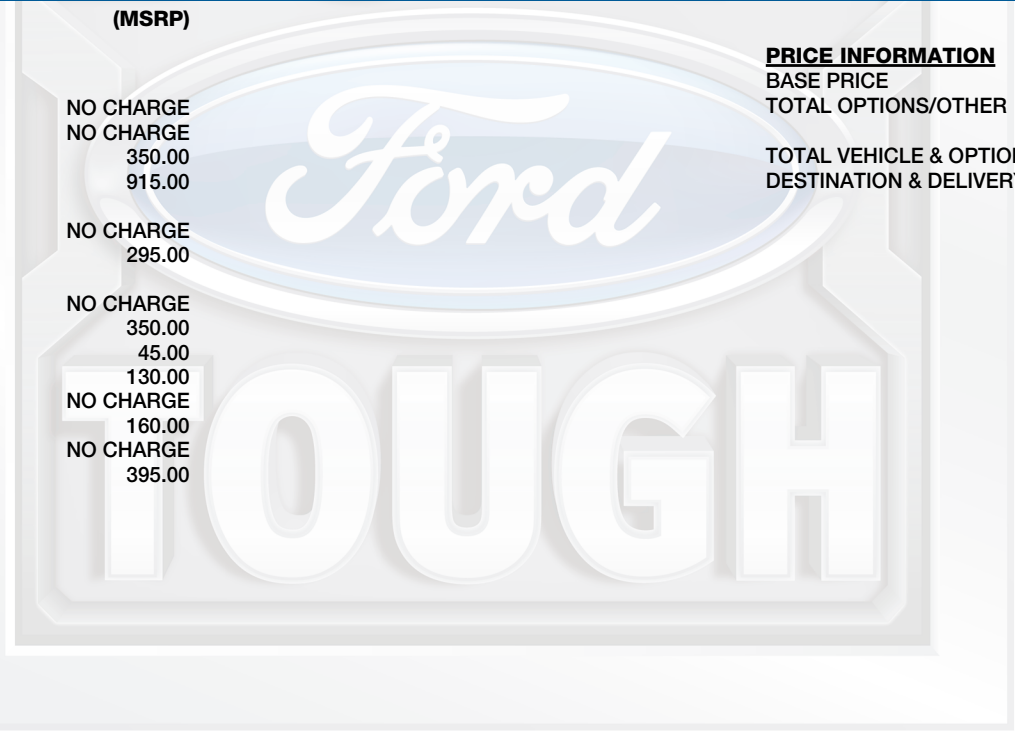 (MSRP)
NO CHARGE
NO CHARGE
350.00
915.00
NO CHARGE
295.00
NO CHARGE
350.00
45.00
130.00
NO CHARGE
160.00
NO CHARGE
395.00
PRICE INFORMATION
BASE PRICE
TOTAL OPTIONS/OTHER
TOTAL VEHICLE &
DESTINATION &
Ford
TOUGH